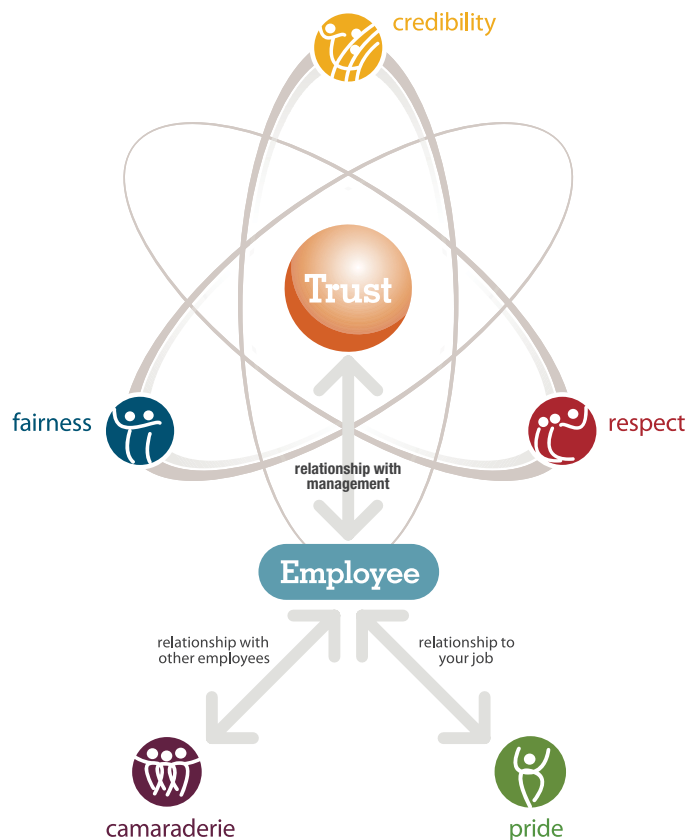 credibility
Trust
fairness
respect
relationship with
management
Employee
relationship with
other employees
relationship to
your job
camaraderie
pride